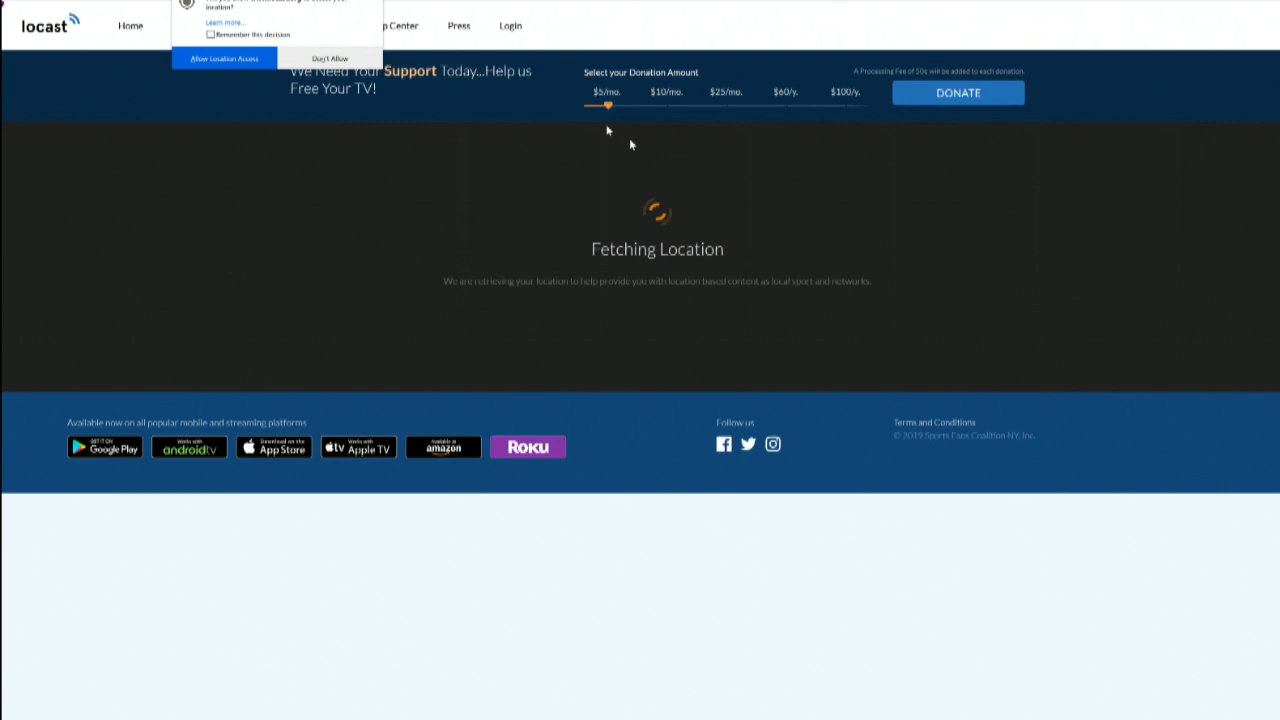 locast
Home
p Center
Press
Login
location?
Learn more...
Remember this decision
Allow Location Access
Don't Allow
We Need Your Support Today...Help us
Free Your TV!
Select your Donation Amount
$5/mo.
$10/mo.
$25/mo.
$60/y.
$100/y.
A Processing Fee of 50¢ will be added to each donation.
DONATE
Fetching Location
We are retrieving your location to help provide you with location based content as local sport and networks.
Available now on all popular mobile and streaming platforms
GET IT ON
Google Play
Works with
androidtv
Download on the
App Store
Works with
tv Apple TV
Available at
amazon
ROKU
Follow us
Terms and Conditions
© 2019 Sports Fans Coalition NY, Inc.